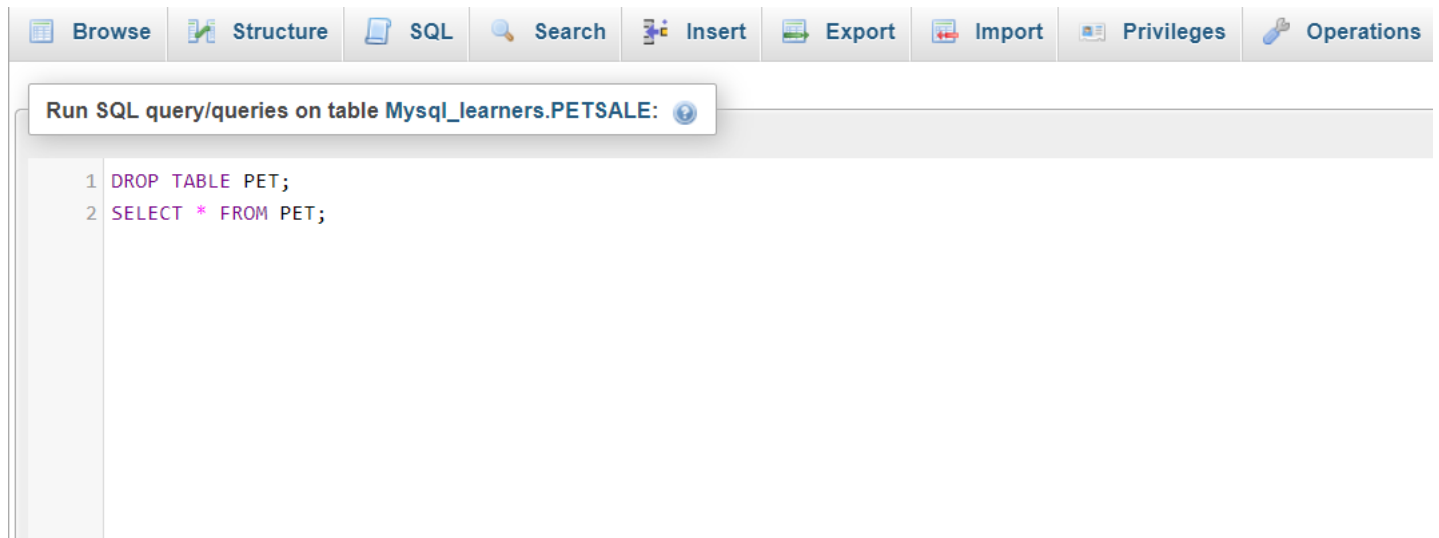 Browse Structure SQL Search Insert Export Import Privileges Operations
Run SQL query/queries on table Mysql_learners.PETSALE:
1 DROP TABLE PET;
2 SELECT * FROM PET;